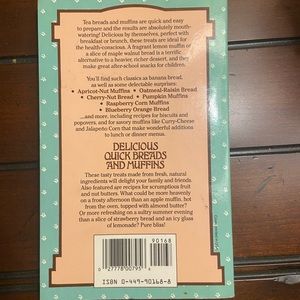 Tea breads and muffins are quick and easy
to prepare and the results are absolutely mouth-
watering! Delicious by themselves, perfect with
breakfast or brunch, these treats are ideal for
the health-conscious. A fragrant lemon muffin or
a slice of maple walnut bread is a terrific
alternative to a heavier, richer dessert, and they
make great after-school snacks for children.
You'll find such classics as banana bread,
as well as some delectable surprises:
• Apricot-Nut Muffins • Oatmeal-Raisin Bread
• Cherry-Nut Bread • Pumpkin Muffins
• Raspberry Corn Muffins
• Blueberry Orange Bread
...and more, including recipes for biscuits and
popovers, and for savory muffins like Curry-Cheese
and Jalapeño Corn that make wonderful additions
to lunch or dinner menus.
DELICIOUS
QUICK BREADS
AND MUFFINS
These tasty treats made from fresh, natural
ingredients will delight your family and friends.
Also featured are recipes for scrumptious fruit
and nut butters. What could be more heavenly
on a frosty afternoon than an apple muffin, hot
from the oven, topped with almond butter?
Or more refreshing on a sultry summer evening
than a slice of strawberry bread and an icy
glass of lemonade? Pure bliss!
90168
0 27778 00795 6
ISBN 0-449-90168-8